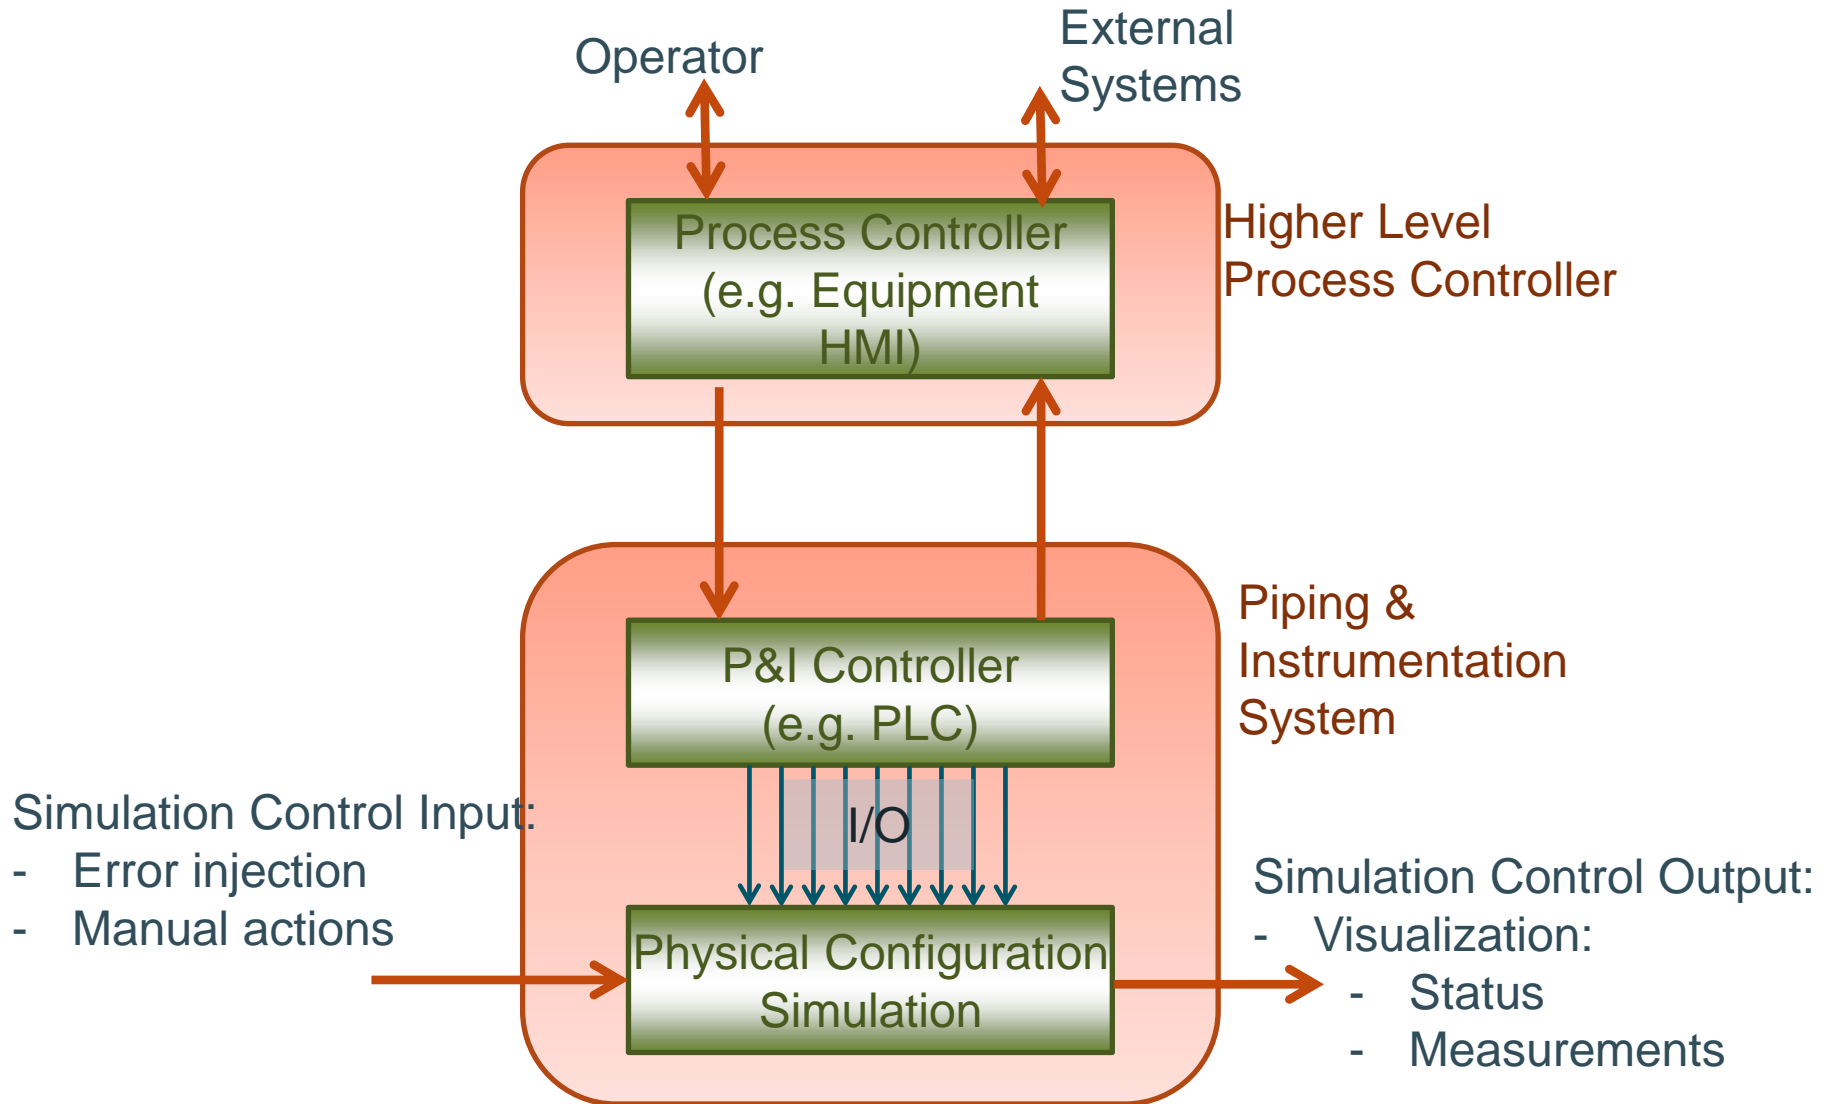 Operator
External
Systems
Process Controller
(e.g. Equipment
HMI)
Higher Level
Process Controller
P&I Controller
(e.g. PLC)
Piping &
Instrumentation
System
I/O
Simulation Control Input:
- Error injection
- Manual actions
Physical Configuration
Simulation
Simulation Control Output:
- Visualization:
- Status
- Measurements